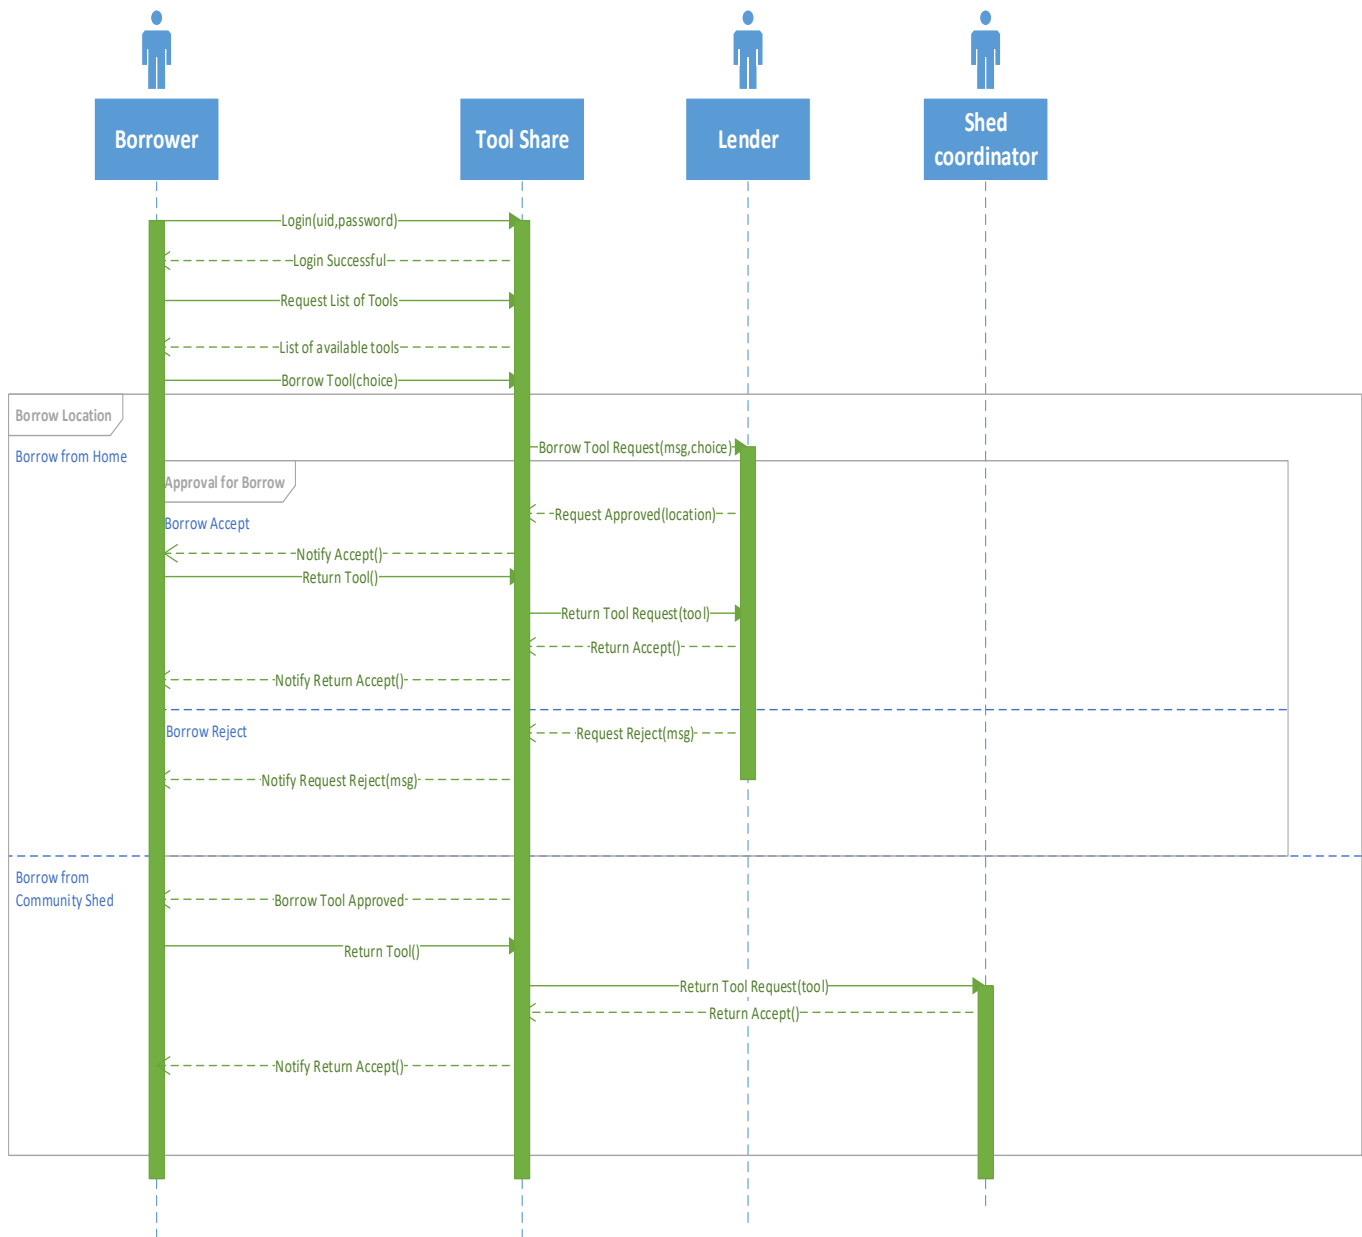 Borrower
Tool Share
Lender
Shed
coordinator
Login(uid,password)
Login Successful
Request List of Tools
List of available tools
Borrow Tool(choice)
Borrow Location
Borrow from Home
Borrow Tool Request(msg,choice)
Approval for Borrow
Request Approved(location)
Borrow Accept
Notify Accept()
Return Tool()
Return Tool Request(tool)
Return Accept()
Notify Return Accept()
Borrow Reject
Request Reject(msg)
Notify Request Reject(msg)
Borrow from
Community Shed
Borrow Tool Approved
Return Tool()
Return Tool Request(tool)
Return Accept()
Notify Return Accept()